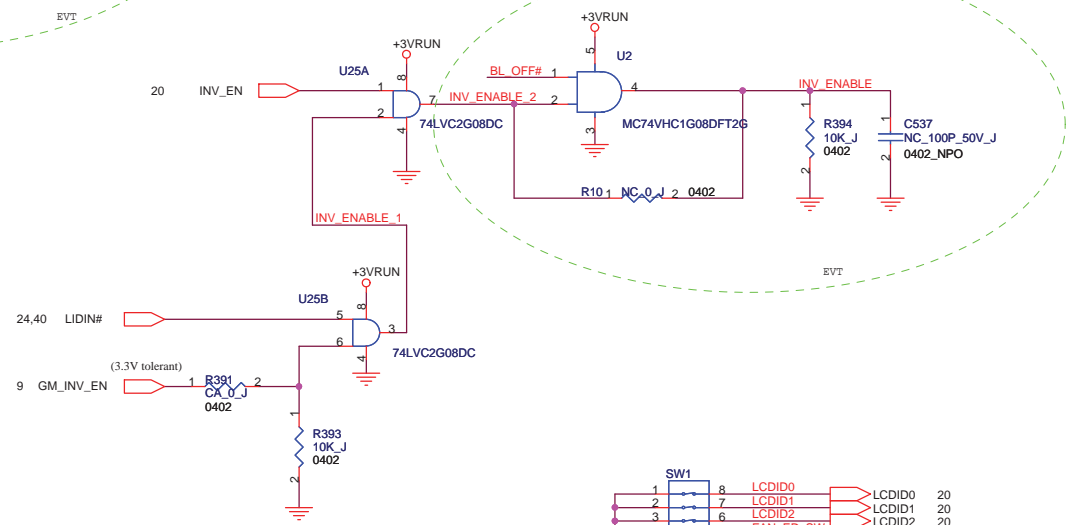 EVT
+3VRUN
+3VRUN
U2
5
U25A
8
BL_OFF#
1
4
INV_ENABLE
20
INV_EN
1
7
INV_ENABLE_2
2
2
74LVC2G08DC
4
3
MC74VHC1G08DFT2G
1
R394
10K_J
0402
2
1
C537
NC_100P_50V_J
0402_NPO
2
R10
1
NC_0_J
2
0402
INV_ENABLE_1
EVT
+3VRUN
U25B
8
24,40
LIDIN#
5
3
6
74LVC2G08DC
4
(3.3V tolerant)
9
GM_INV_EN
1
R391
2
CA_0_J
0402
1
R393
10K_J
0402
2
SW1
1
8
LCDID0
LCDID0
20
2
7
LCDID1
LCDID1
20
3
6
LCDID2
LCDID2
20